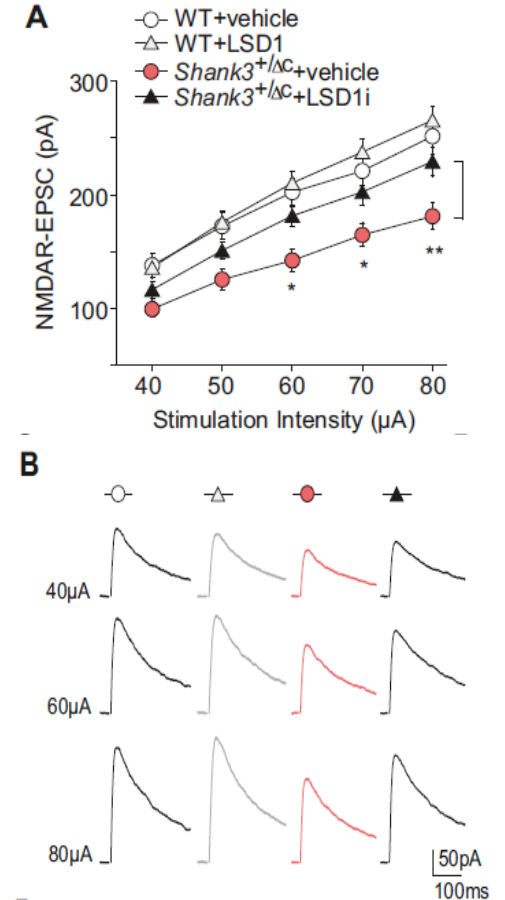 A
WT+vehicle
WT+LSD1
Shank3+/ΔC+vehicle
Shank3+/ΔC+LSD1i
NMDAR-EPSC (pA)
300
200
100
*
*
**
40 50 60 70 80
Stimulation Intensity (µA)
B
40µA
60µA
80µA
50pA
100ms